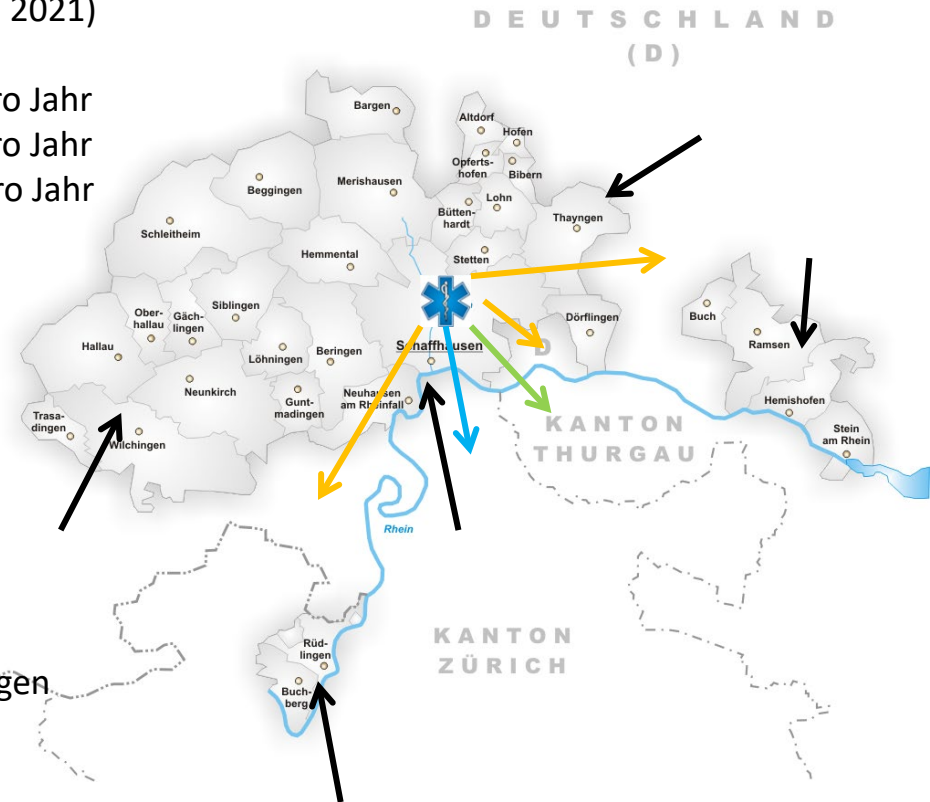 2021)
DEUTSCHLAND
(D)
ro Jahr
ro Jahr
ro Jahr
Bargen
Altdorf
Hofen
Opferts-
hofen
Bibern
Beggingen
Merishausen
Lohn
Bütten-
hardt
Thayngen
Schleitheim
Hemmental
Stetten
Ober-
hallau
Gäch-
lingen
Siblingen
Buch
Dörflingen
Hallau
Löhningen
Beringen
Schaffhausen
D
Ramsen
Neunkirch
Gunt-
madingen
Neuhausen
am Rheinfall
Hemishofen
Trasa-
dingen
Wilchingen
KANTON
THURGAU
Stein
am Rhein
Rhein
KANTON
ZÜRICH
Rüd-
lingen
gen
Buch-
berg